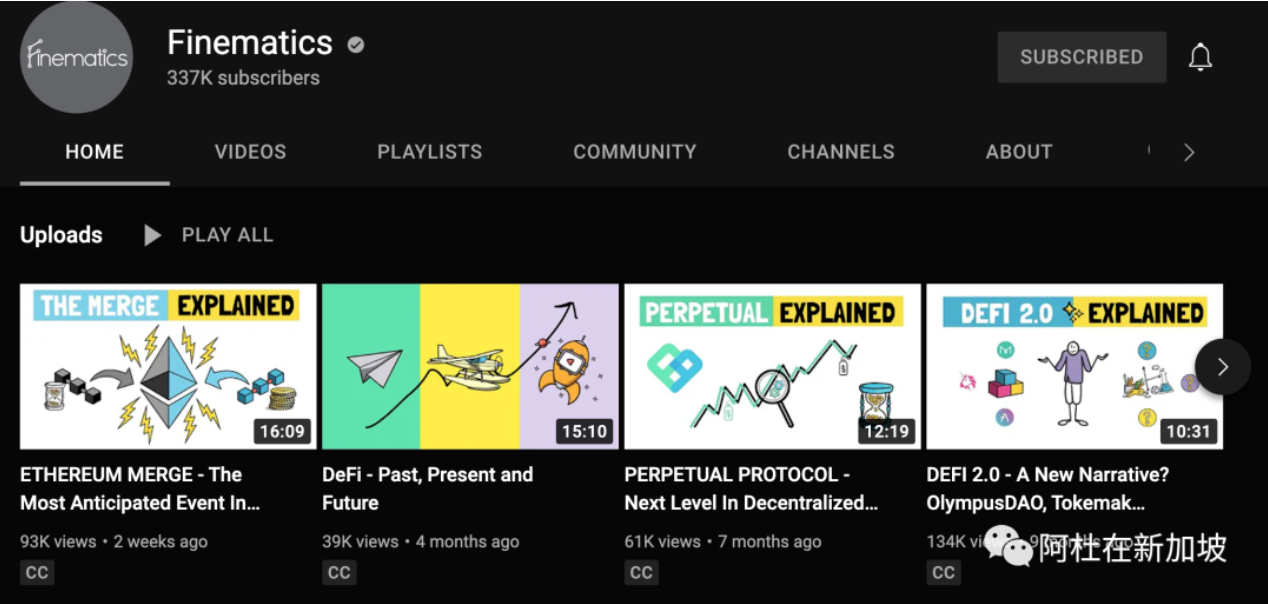 Finematics
Finematics
337K subscribers
SUBSCRIBED
HOME
VIDEOS
PLAYLISTS
COMMUNITY
CHANNELS
ABOUT
Uploads
PLAY ALL
THE MERGE EXPLAINED
16:09
15:10
PERPETUAL EXPLAINED
12:19
DEFI 2.0 EXPLAINED
10:31
ETHEREUM MERGE - The
Most Anticipated Event In...
93K views • 2 weeks ago
CC
DeFi - Past, Present and
Future
39K views • 4 months ago
CC
PERPETUAL PROTOCOL -
Next Level In Decentralized...
61K views • 7 months ago
CC
DEFI 2.0 - A New Narrative?
OlympusDAO, Tokemak...
134K
CC
阿杜在新加坡